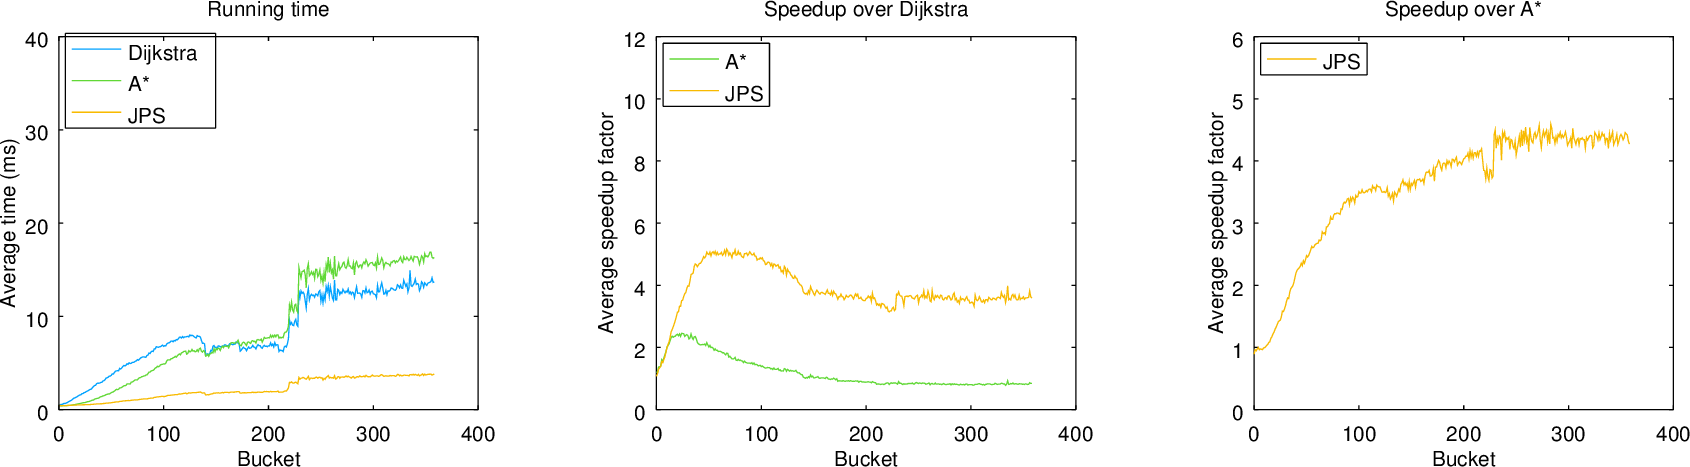 Running time
40
30
20
10
0
0 100 200 300 400
Average time (ms)
Bucket
Dijkstra
A*
JPS
Speedup over Dijkstra
12
10
8
6
4
2
0
0 100 200 300 400
Average speedup factor
Bucket
A*
JPS
Speedup over A*
6
5
4
3
2
1
0
0 100 200 300 400
Average speedup factor
Bucket
JPS